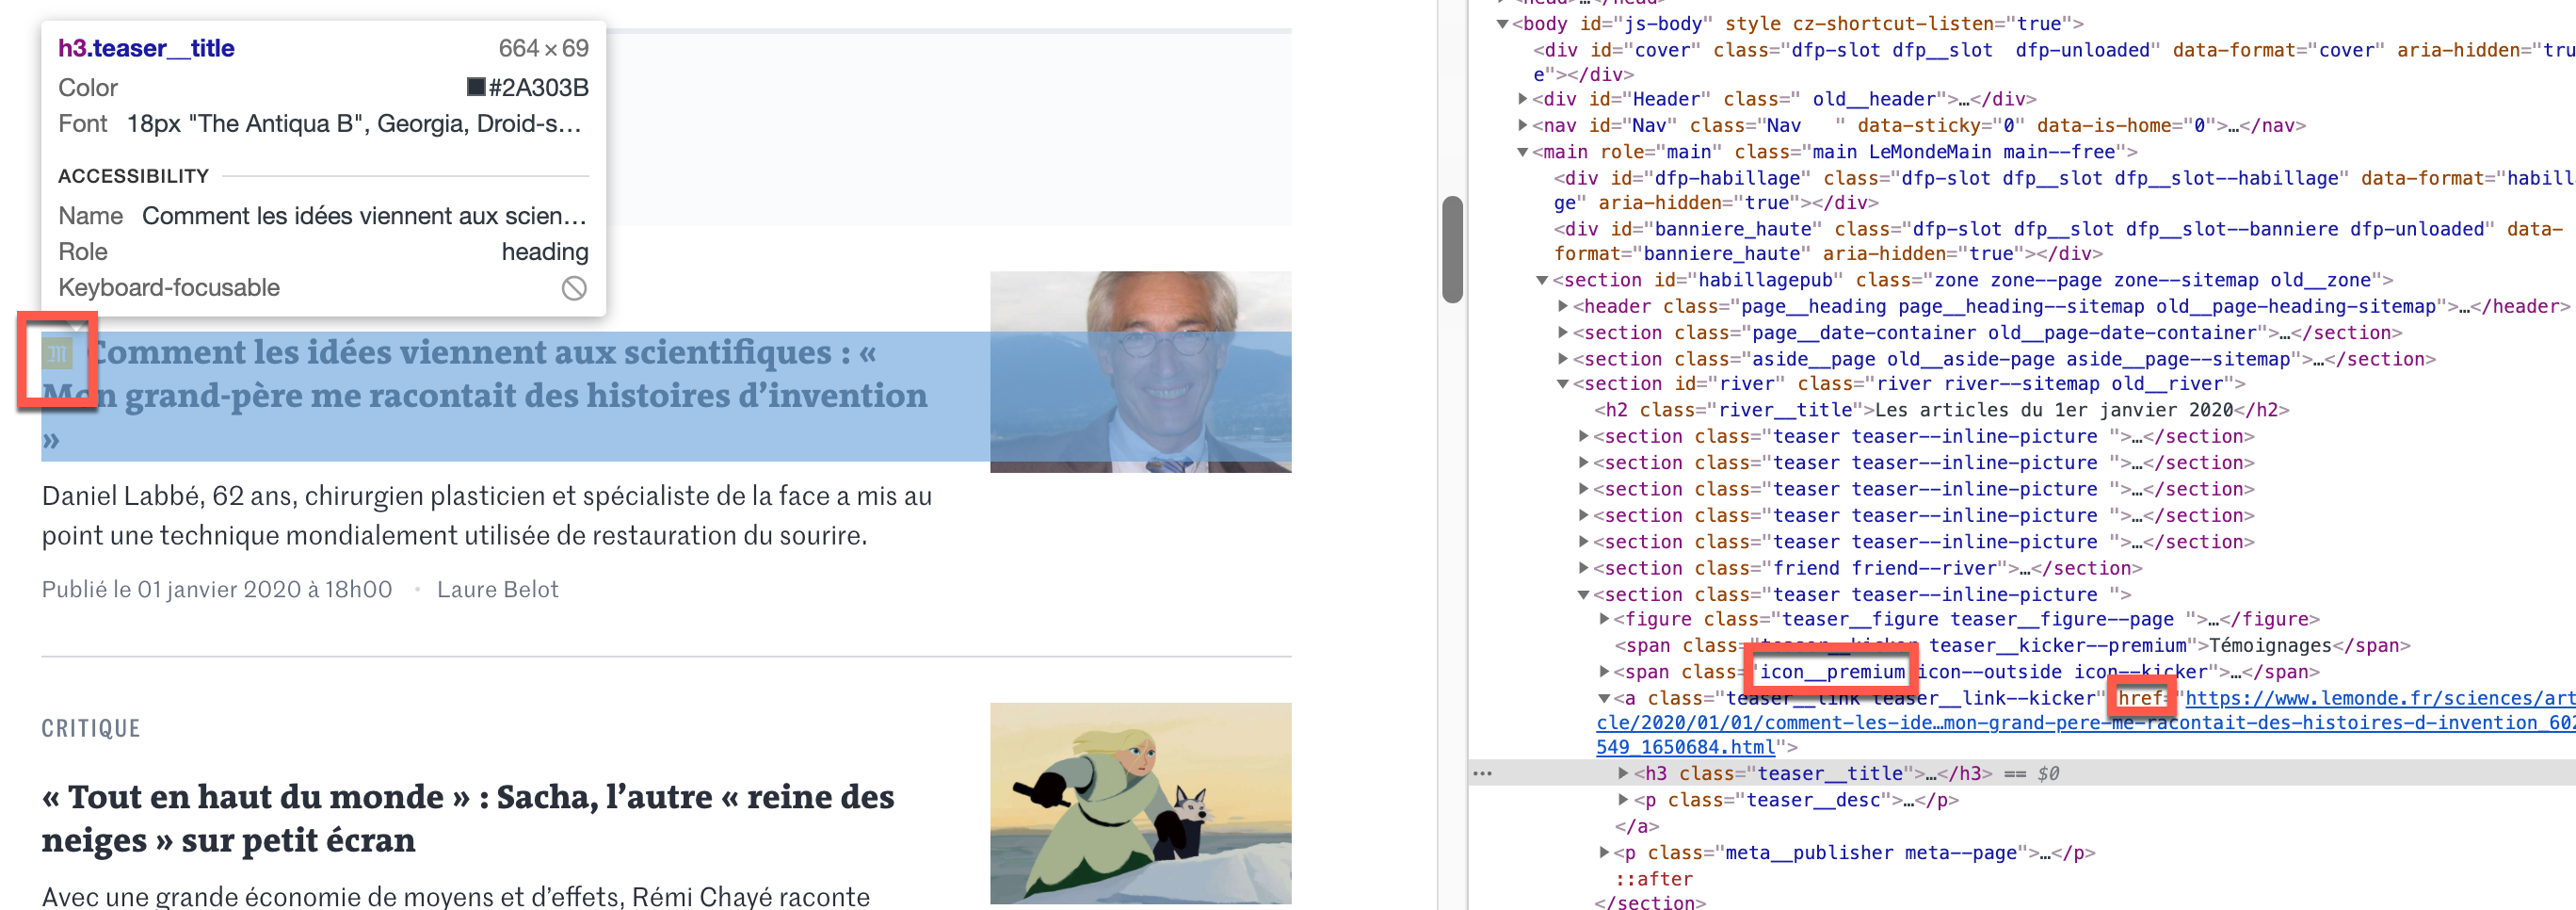 h3.teaser__title 664 × 69
Color #2A303B
Font 18px "The Antiqua B", Georgia, Droid-s…
ACCESSIBILITY
Name Comment les idées viennent aux scien…
Role heading
Keyboard-focusable
Comment les idées viennent aux scientifiques : «
Mon grand-père me racontait des histoires d’invention
»
Daniel Labbé, 62 ans, chirurgien plasticien et spécialiste de la face a mis au
point une technique mondialement utilisée de restauration du sourire.
Publié le 01 janvier 2020 à 18h00 • Laure Belot
CRITIQUE
« Tout en haut du monde » : Sacha, l’autre « reine des
neiges » sur petit écran
Avec une grande économie de moyens et d’effets, Rémi Chayé raconte
<head>…</head>
<body id="js-body" style cz-shortcut-listen="true">
<div id="cover" class="dfp-slot dfp__slot  dfp-unloaded" data-format="cover" aria-hidden="tru
e"></div>
<div id="Header" class=" old__header">…</div>
<nav id="Nav" class="Nav   " data-sticky="0" data-is-home="0">…</nav>
<main role="main" class="main LeMondeMain main--free">
<div id="dfp-habillage" class="dfp-slot dfp__slot dfp__slot--habillage" data-format="habill
ge" aria-hidden="true"></div>
<div id="banniere_haute" class="dfp-slot dfp__slot dfp__slot--banniere dfp-unloaded" data-
format="banniere_haute" aria-hidden="true"></div>
<section id="habillagepub" class="zone zone--page zone--sitemap old__zone">
<header class="page__heading page__heading--sitemap old__page-heading-sitemap">…</header>
<section class="page__date-container old__page-date-container">…</section>
<section class="aside__page old__aside-page aside__page--sitemap">…</section>
<section id="river" class="river river--sitemap old__river">
<h2 class="river__title">Les articles du 1er janvier 2020</h2>
<section class="teaser teaser--inline-picture ">…</section>
<section class="teaser teaser--inline-picture ">…</section>
<section class="teaser teaser--inline-picture ">…</section>
<section class="teaser teaser--inline-picture ">…</section>
<section class="teaser teaser--inline-picture ">…</section>
<section class="friend friend--river">…</section>
<section class="teaser teaser--inline-picture ">
<figure class="teaser__figure teaser__figure--page ">…</figure>
<span class="teaser__kicker teaser__kicker--premium">Témoignages</span>
<span class="icon__premium icon--outside icon--kicker">…</span>
<a class="teaser__link teaser__link--kicker" href="https://www.lemonde.fr/sciences/art
cle/2020/01/01/comment-les-ide…mon-grand-pere-me-racontait-des-histoires-d-invention_602
549_1650684.html">
… <h3 class="teaser__title">…</h3> == $0
<p class="teaser__desc">…</p>
</a>
<p class="meta__publisher meta--page">…</p>
::after
</section>